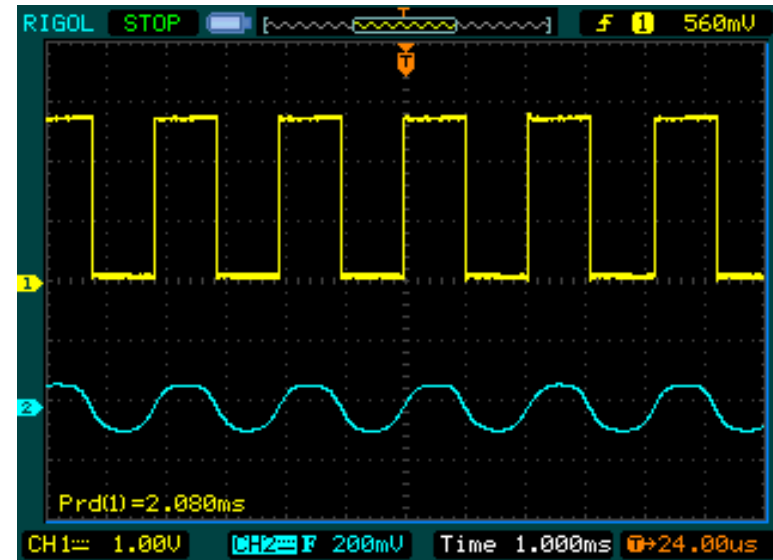 RIGOL STOP T f 1 560mV
T
1
2
Prd(1)=2.080ms
CH1 1.00V CH2 F 200mV Time 1.000ms T→24.00us